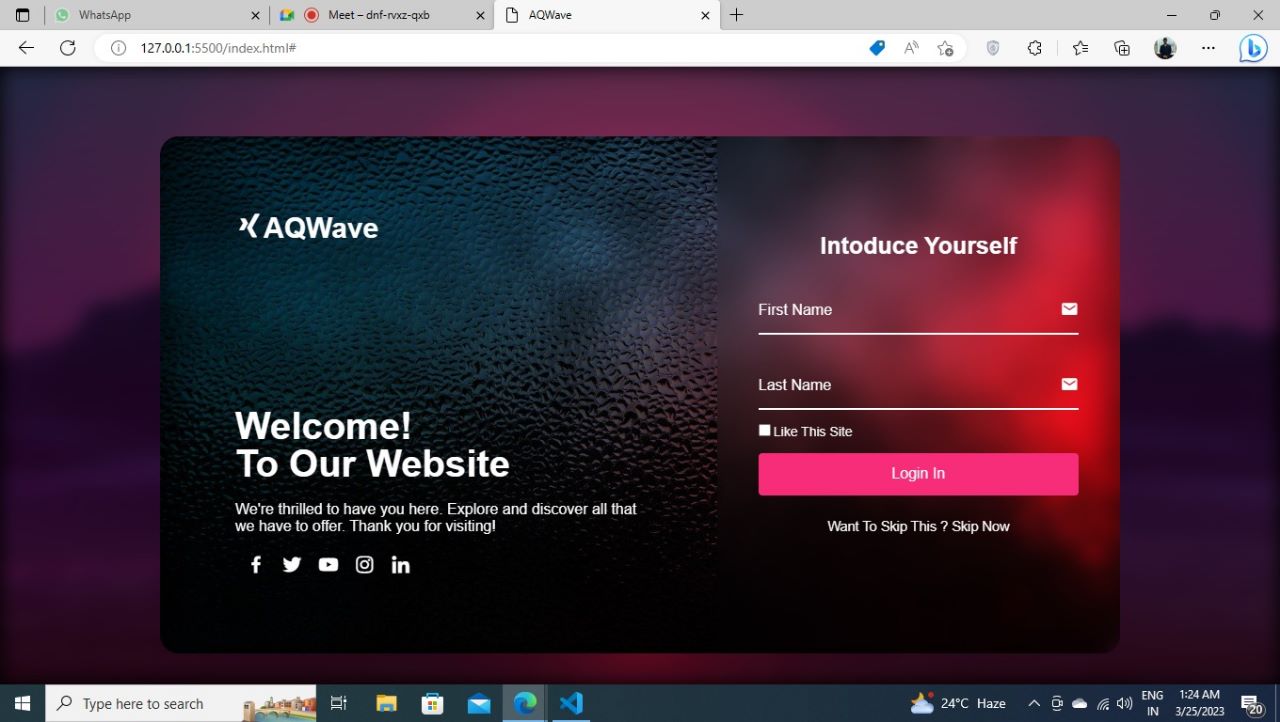 WhatsApp
Meet – dnf-rvxz-qxb
AQWave
127.0.0.1:5500/index.html#
AQWave
Welcome!
To Our Website
We're thrilled to have you here. Explore and discover all that
we have to offer. Thank you for visiting!
Intoduce Yourself
First Name
Last Name
Like This Site
Login In
Want To Skip This ? Skip Now
Type here to search
24°C Haze
ENG
IN
1:24 AM
3/25/2023
20